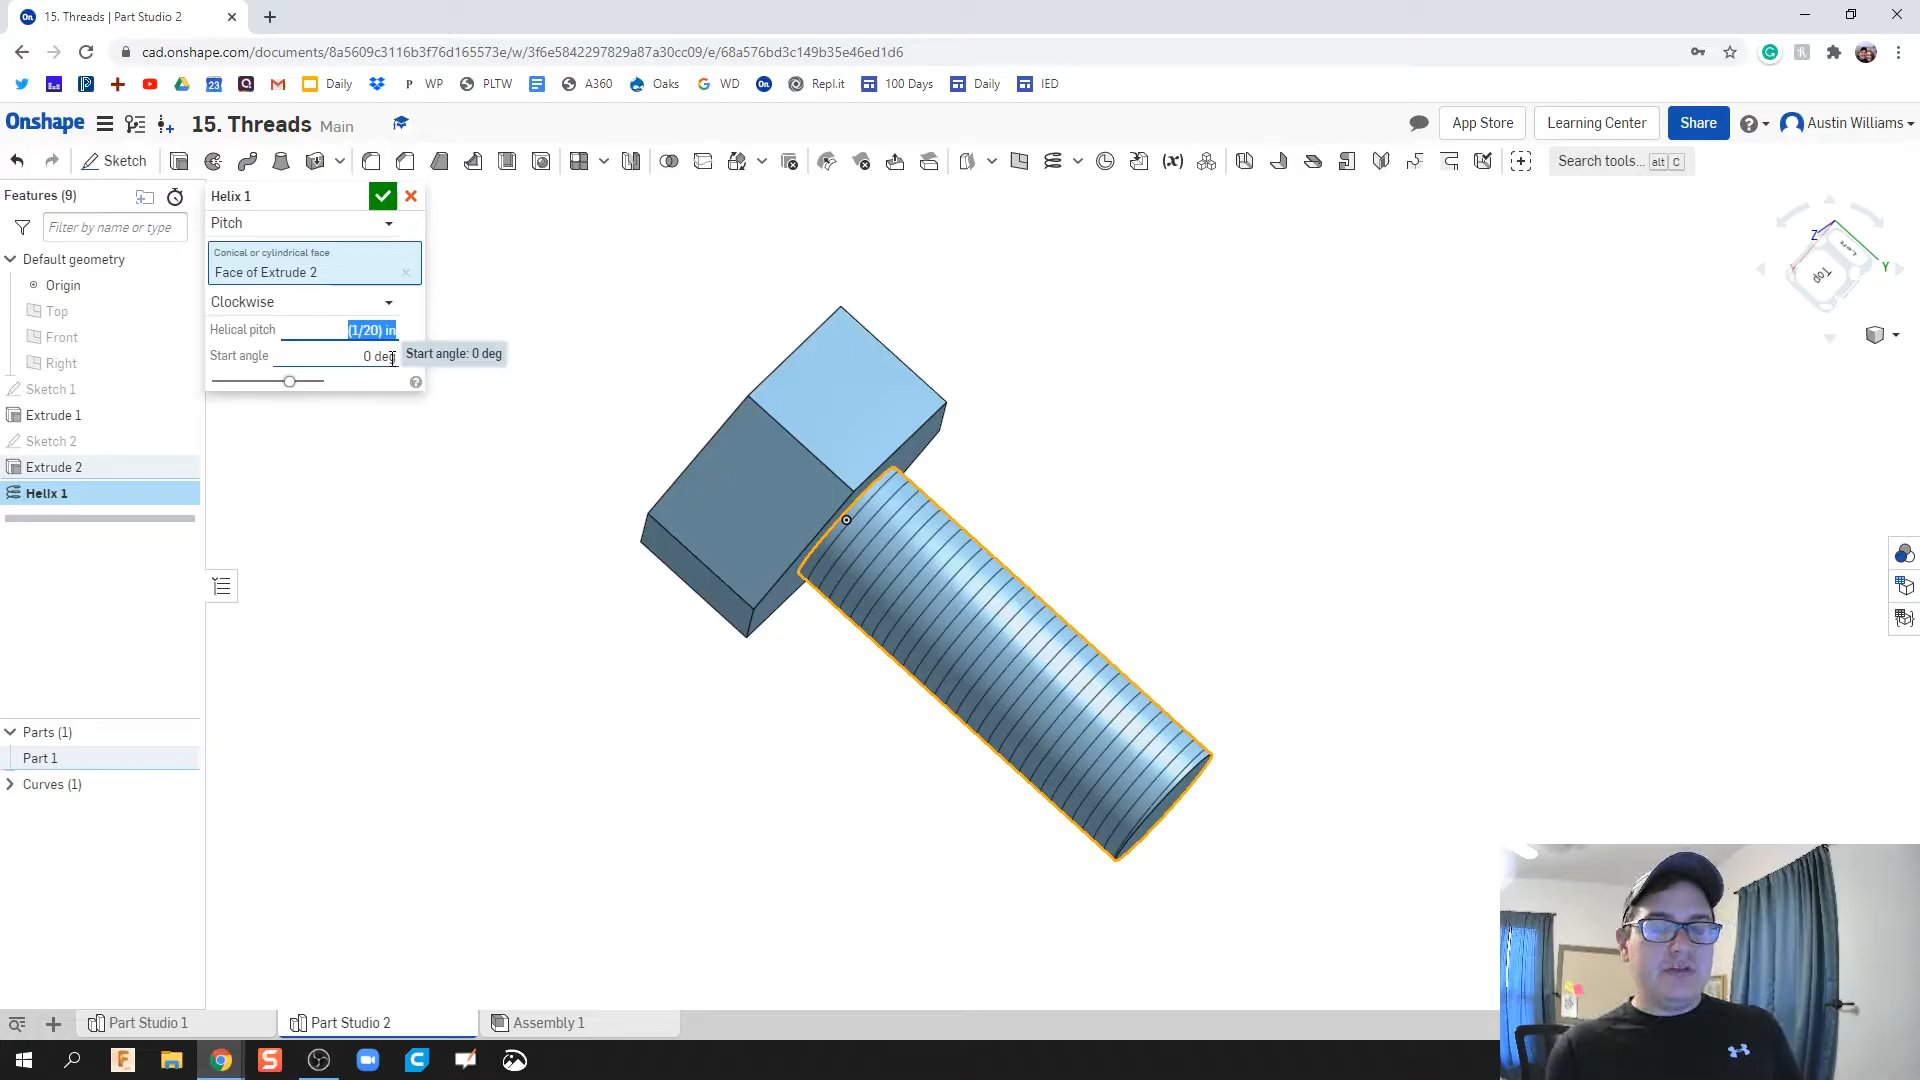 15. Threads | Part Studio 2
cad.onshape.com/documents/8a5609c3116b3f76d165573e/w/3f6e5842297829a87a30cc09/e/68a576bd3c149b35e46ed1d6
Daily
WP
PLTW
A360
Oaks
WD
Repl.it
100 Days
Daily
IED
Onshape
15. Threads Main
App Store
Learning Center
Share
Austin Williams
Sketch
Search tools... alt C
Features (9)
Filter by name or type
Default geometry
Origin
Top
Front
Right
Sketch 1
Extrude 1
Sketch 2
Extrude 2
Helix 1
Helix 1
Pitch
Conical or cylindrical face
Face of Extrude 2
Clockwise
Helical pitch (1/20) in
Start angle 0 deg
Start angle: 0 deg
Z
Y
Top
Parts (1)
Part 1
Curves (1)
Part Studio 1
Part Studio 2
Assembly 1